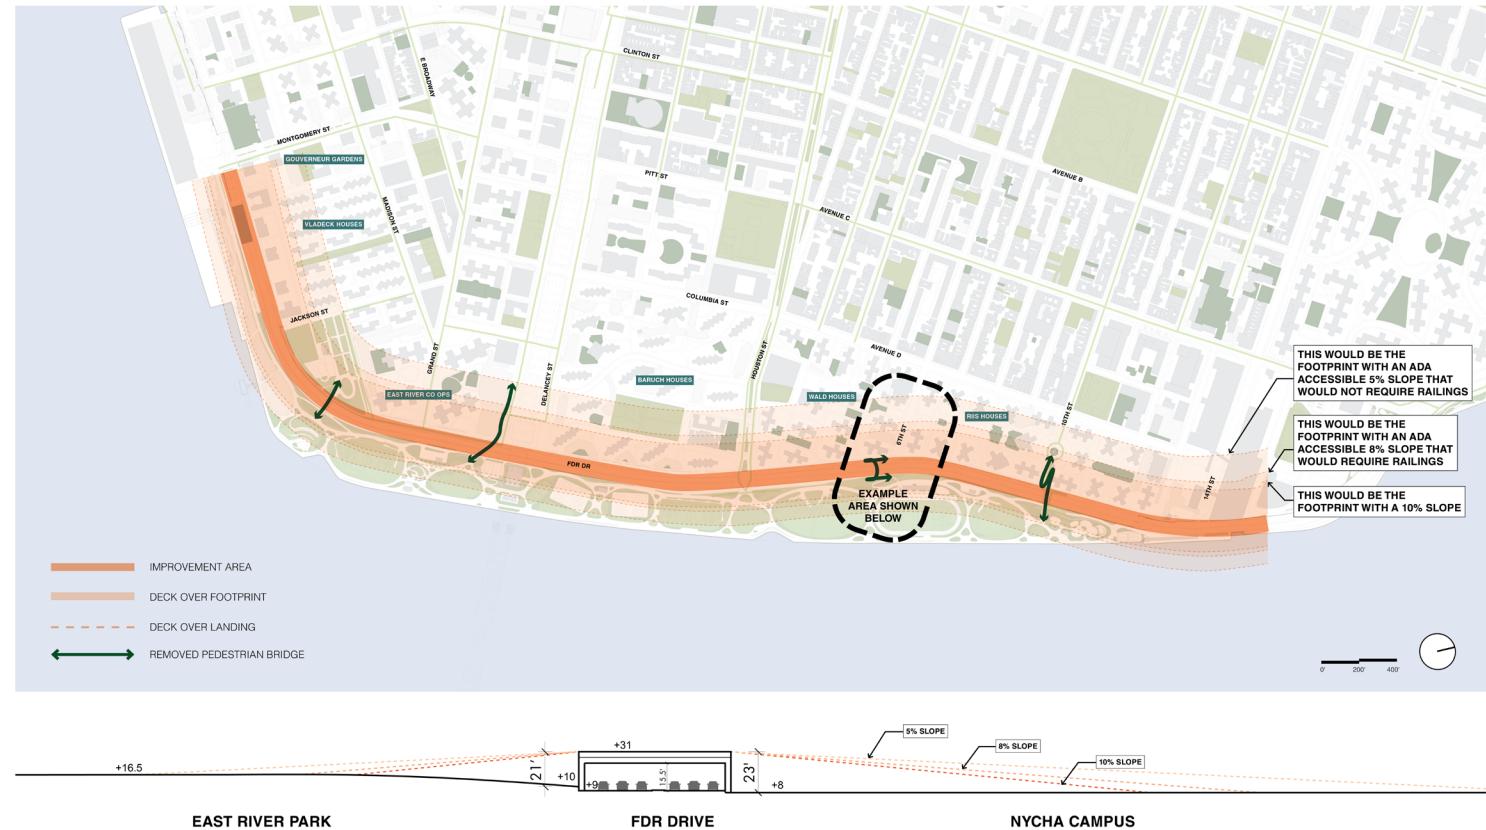 CLINTON ST
E BROADWAY
MONTGOMERY ST
GOUVERNEUR GARDENS
PITT ST
AVENUE B
MADISON ST
VLADECK HOUSES
AVENUE C
COLUMBIA ST
JACKSON ST
GRAND ST
DELANCEY ST
HOUSTON ST
AVENUE D
BARUCH HOUSES
EAST RIVER CO OPS
WALD HOUSES
RIIS HOUSES
6TH ST
10TH ST
14TH ST
FDR DR
EXAMPLE
AREA SHOWN
BELOW
THIS WOULD BE THE
FOOTPRINT WITH AN ADA
ACCESSIBLE 5% SLOPE THAT
WOULD NOT REQUIRE RAILINGS
THIS WOULD BE THE
FOOTPRINT WITH AN ADA
ACCESSIBLE 8% SLOPE THAT
WOULD REQUIRE RAILINGS
THIS WOULD BE THE
FOOTPRINT WITH A 10% SLOPE
IMPROVEMENT AREA
DECK OVER FOOTPRINT
DECK OVER LANDING
REMOVED PEDESTRIAN BRIDGE
0' 200' 400'
5% SLOPE
8% SLOPE
10% SLOPE
+31
+16.5
21'
+10
+9
15.5'
23'
+8
EAST RIVER PARK
FDR DRIVE
NYCHA CAMPUS